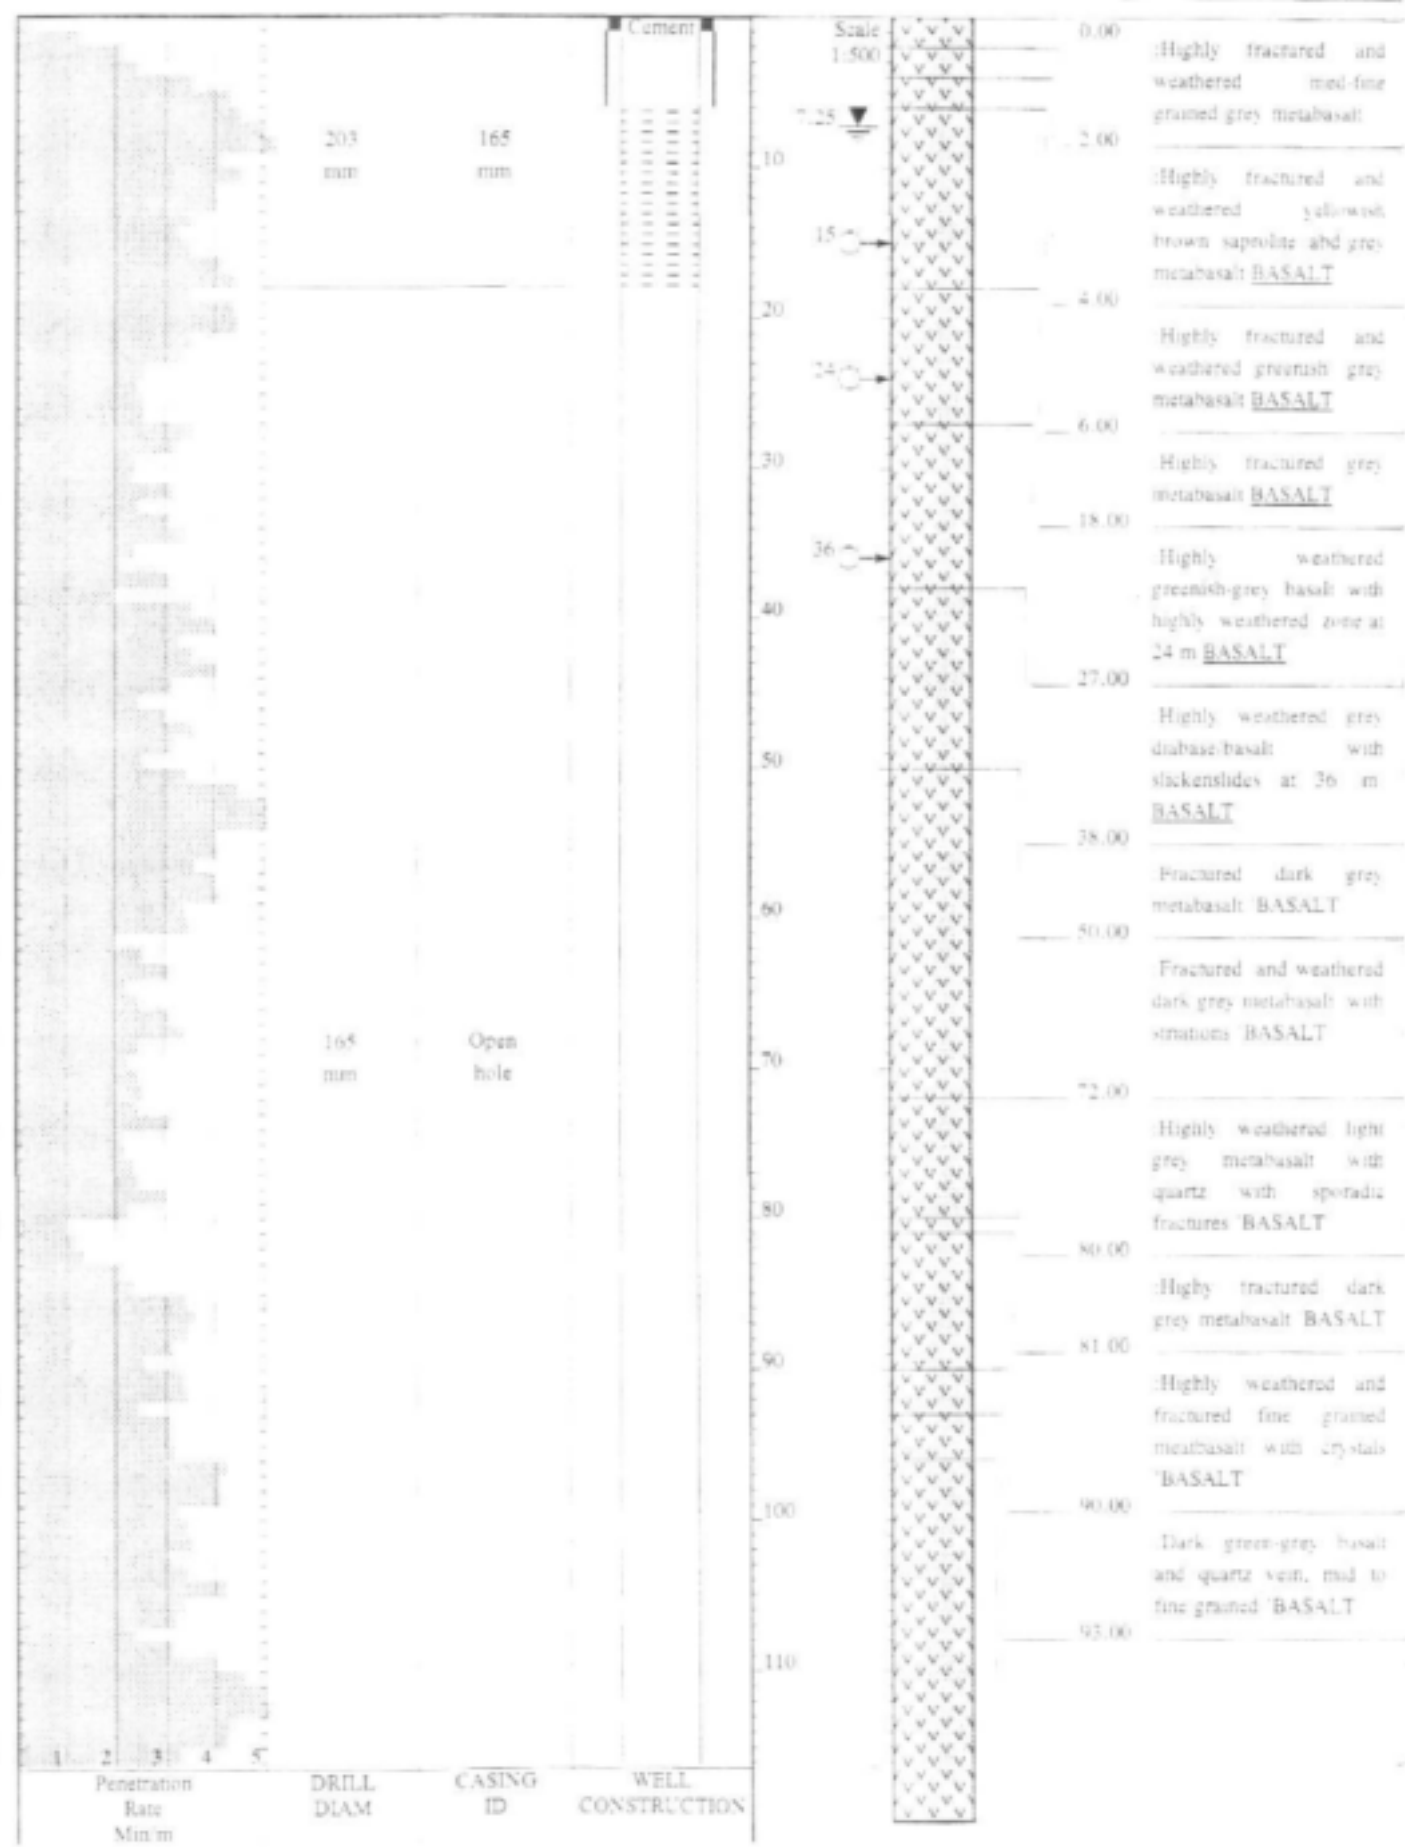 Cement
Scale
1:500
203
mm
165
mm
7.25
15
24
36
165
mm
Open
hole
10
20
30
40
50
60
70
80
90
100
110
0.00
:Highly fractured and
weathered med-fine
grained grey metabasalt
2.00
:Highly fractured and
weathered yellowish
brown saprolite abd grey
metabasalt BASALT
4.00
:Highly fractured and
weathered greenish grey
metabasalt BASALT
6.00
:Highly fractured grey
metabasalt BASALT
18.00
:Highly weathered
greenish-grey basalt with
highly weathered zone at
24 m BASALT
27.00
:Highly weathered grey
diabase/basalt with
slickenslides at 36 m
BASALT
38.00
:Fractured dark grey
metabasalt `BASALT
50.00
:Fractured and weathered
dark grey metabasalt with
striations `BASALT
72.00
:Highly weathered light
grey metabasalt with
quartz with sporadic
fractures `BASALT
80.00
:Highy fractured dark
grey metabasalt `BASALT
81.00
:Highly weathered and
fractured fine grained
meatbasalt with crystals
`BASALT
90.00
:Dark green-grey basalt
and quartz vein, mid to
fine grained `BASALT
93.00
1 2 3 4 5
Penetration
Rate
Min/m
DRILL
DIAM
CASING
ID
WELL
CONSTRUCTION